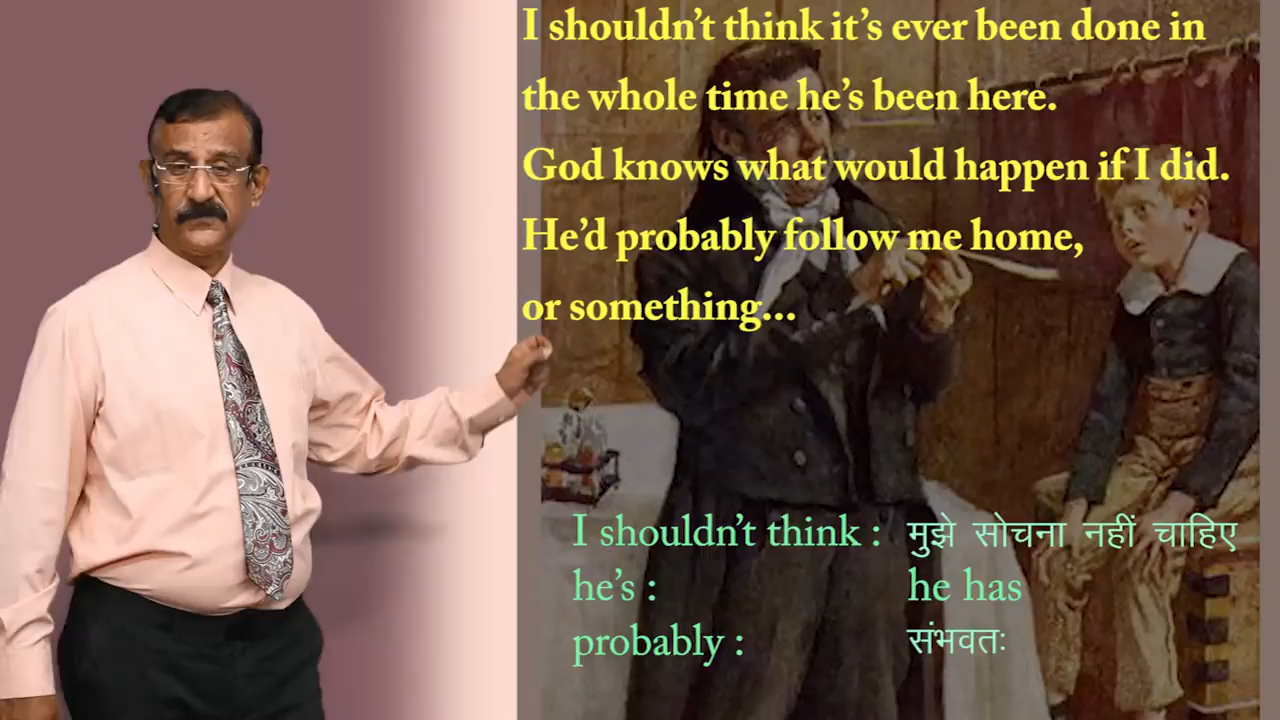 I shouldn’t think it’s ever been done in
the whole time he’s been here.
God knows what would happen if I did.
He’d probably follow me home,
or something...
I shouldn’t think : मुझे सोचना नहीं चाहिए
he’s : he has
probably : संभवतः